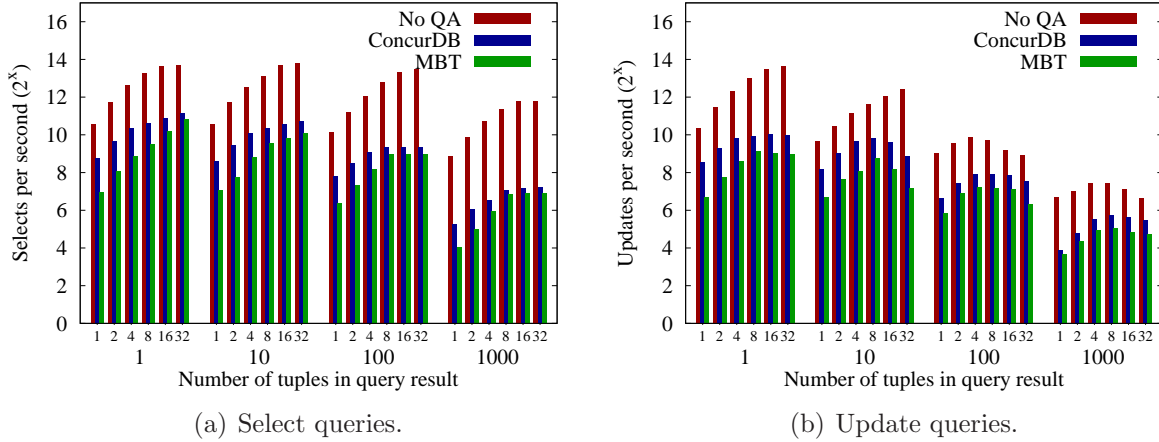 16
14
12
10
8
6
4
2
0
Selects per second (2^x)
No QA
ConcurDB
MBT
1 2 4 8 16 32 1 2 4 8 16 32 1 2 4 8 16 32 1 2 4 8 16 32
1 10 100 1000
Number of tuples in query result
(a) Select queries.
16
14
12
10
8
6
4
2
0
Updates per second (2^x)
No QA
ConcurDB
MBT
1 2 4 8 16 32 1 2 4 8 16 32 1 2 4 8 16 32 1 2 4 8 16 32
1 10 100 1000
Number of tuples in query result
(b) Update queries.